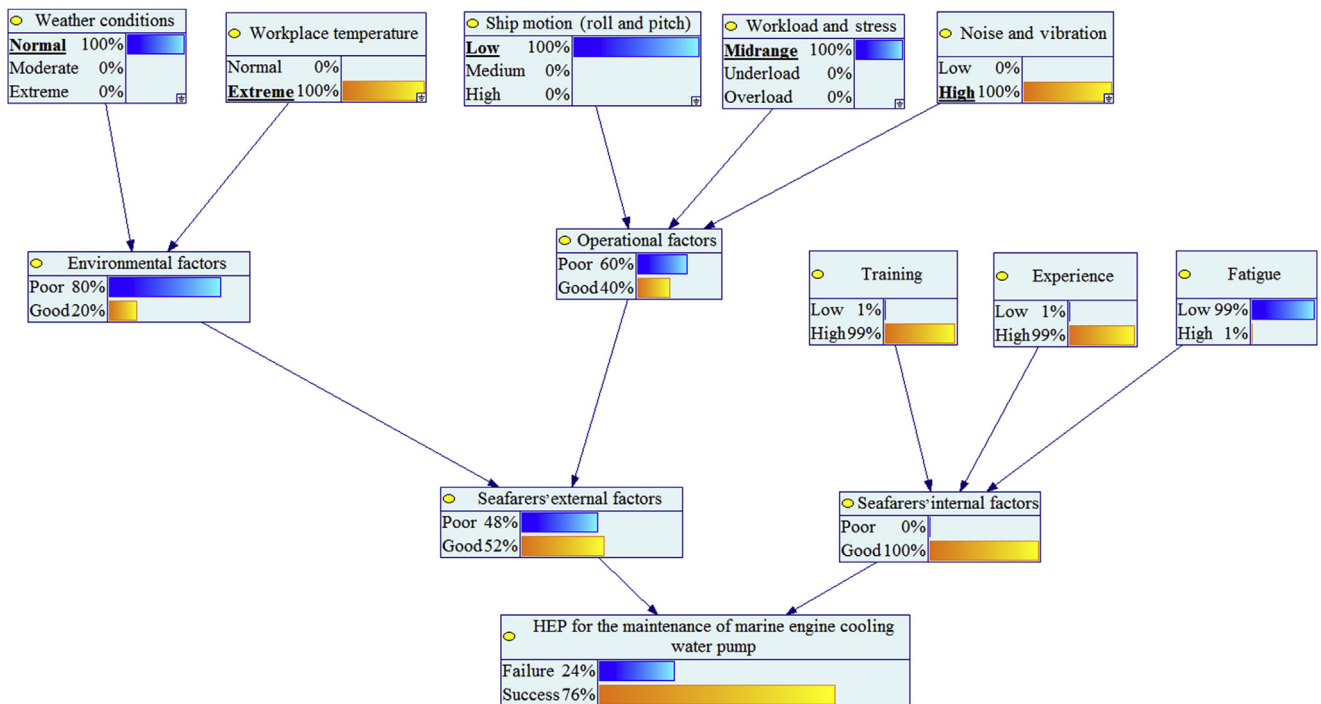 Weather conditions
Normal 100%
Moderate 0%
Extreme 0%
Workplace temperature
Normal 0%
Extreme 100%
Ship motion (roll and pitch)
Low 100%
Medium 0%
High 0%
Workload and stress
Midrange 100%
Underload 0%
Overload 0%
Noise and vibration
Low 0%
High 100%
Environmental factors
Poor 80%
Good 20%
Operational factors
Poor 60%
Good 40%
Training
Low 1%
High 99%
Experience
Low 1%
High 99%
Fatigue
Low 99%
High 1%
Seafarers' external factors
Poor 48%
Good 52%
Seafarers' internal factors
Poor 0%
Good 100%
HEP for the maintenance of marine engine cooling
water pump
Failure 24%
Success 76%